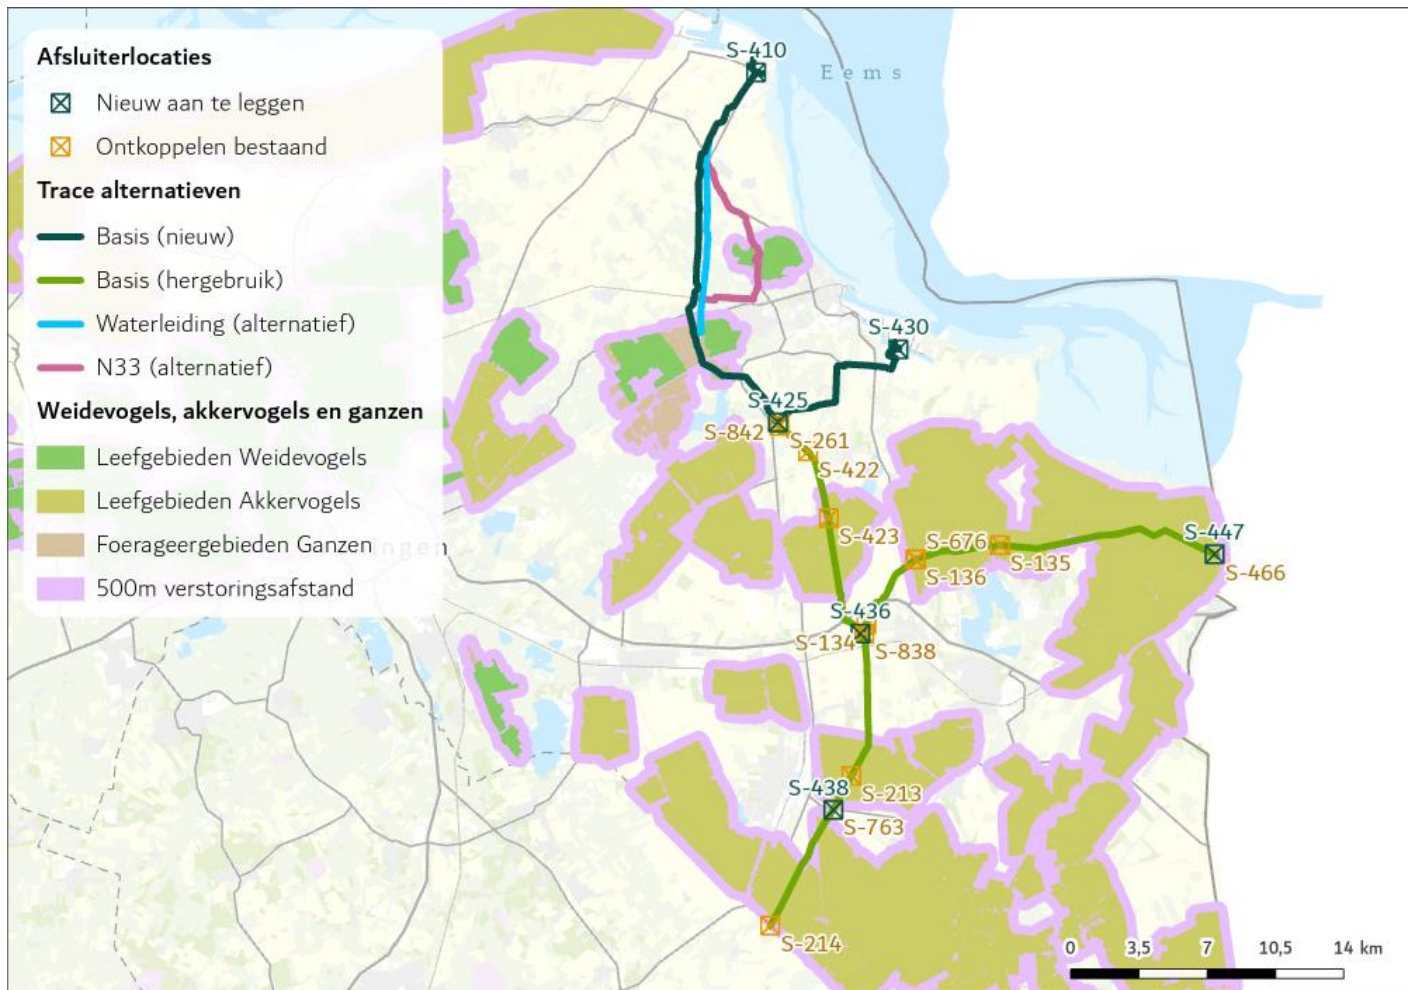 Afsluiterlocaties
Nieuw aan te leggen
Ontkoppelen bestaand
Trace alternatieven
Basis (nieuw)
Basis (hergebruik)
Waterleiding (alternatief)
N33 (alternatief)
Weidevogels, akkervogels en ganzen
Leefgebieden Weidevogels
Leefgebieden Akkervogels
Foerageergebieden Ganzen
500m verstoringsafstand
S-410
Eems
S-430
S-425
S-842
S-261
S-422
S-423
S-676
S-135
S-136
S-447
S-466
S-436
S-134
S-838
S-438
S-213
S-763
S-214
0 3,5 7 10,5 14 km